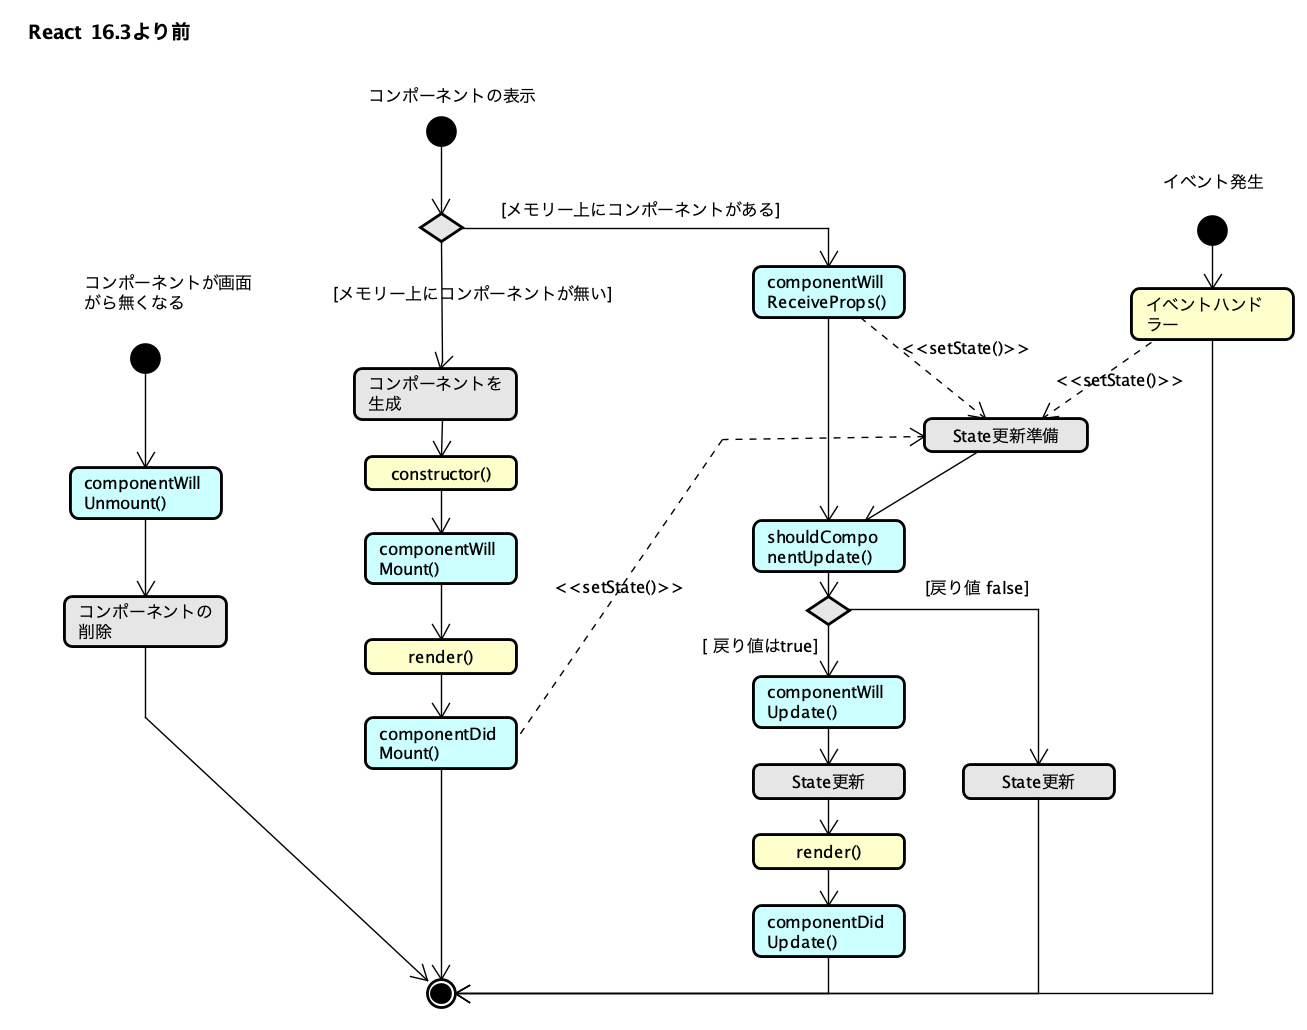 React 16.3より前
コンポーネントの表示
イベント発生
[メモリー上にコンポーネントがある]
コンポーネントが画面
がら無くなる
[メモリー上にコンポーネントが無い]
componentWill
ReceiveProps()
イベントハンド
ラー
<<setState()>>
<<setState()>>
コンポーネントを
生成
State更新準備
constructor()
componentWill
Unmount()
componentWill
Mount()
shouldCompo
nentUpdate()
<<setState()>>
[戻り値 false]
コンポーネントの
削除
[ 戻り値はtrue]
render()
componentWill
Update()
componentDid
Mount()
State更新
State更新
render()
componentDid
Update()